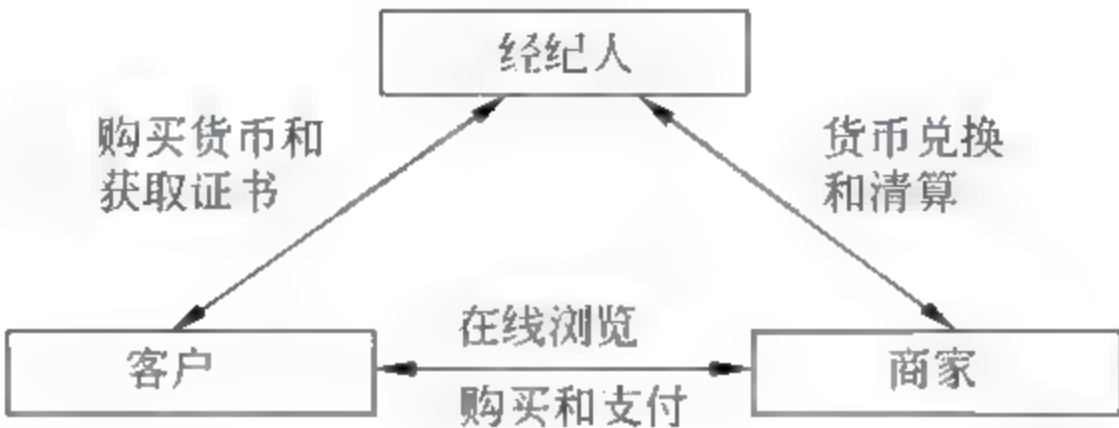 经纪人
购买货币和
获取证书
货币兑换
和清算
在线浏览
客户
商家
购买和支付